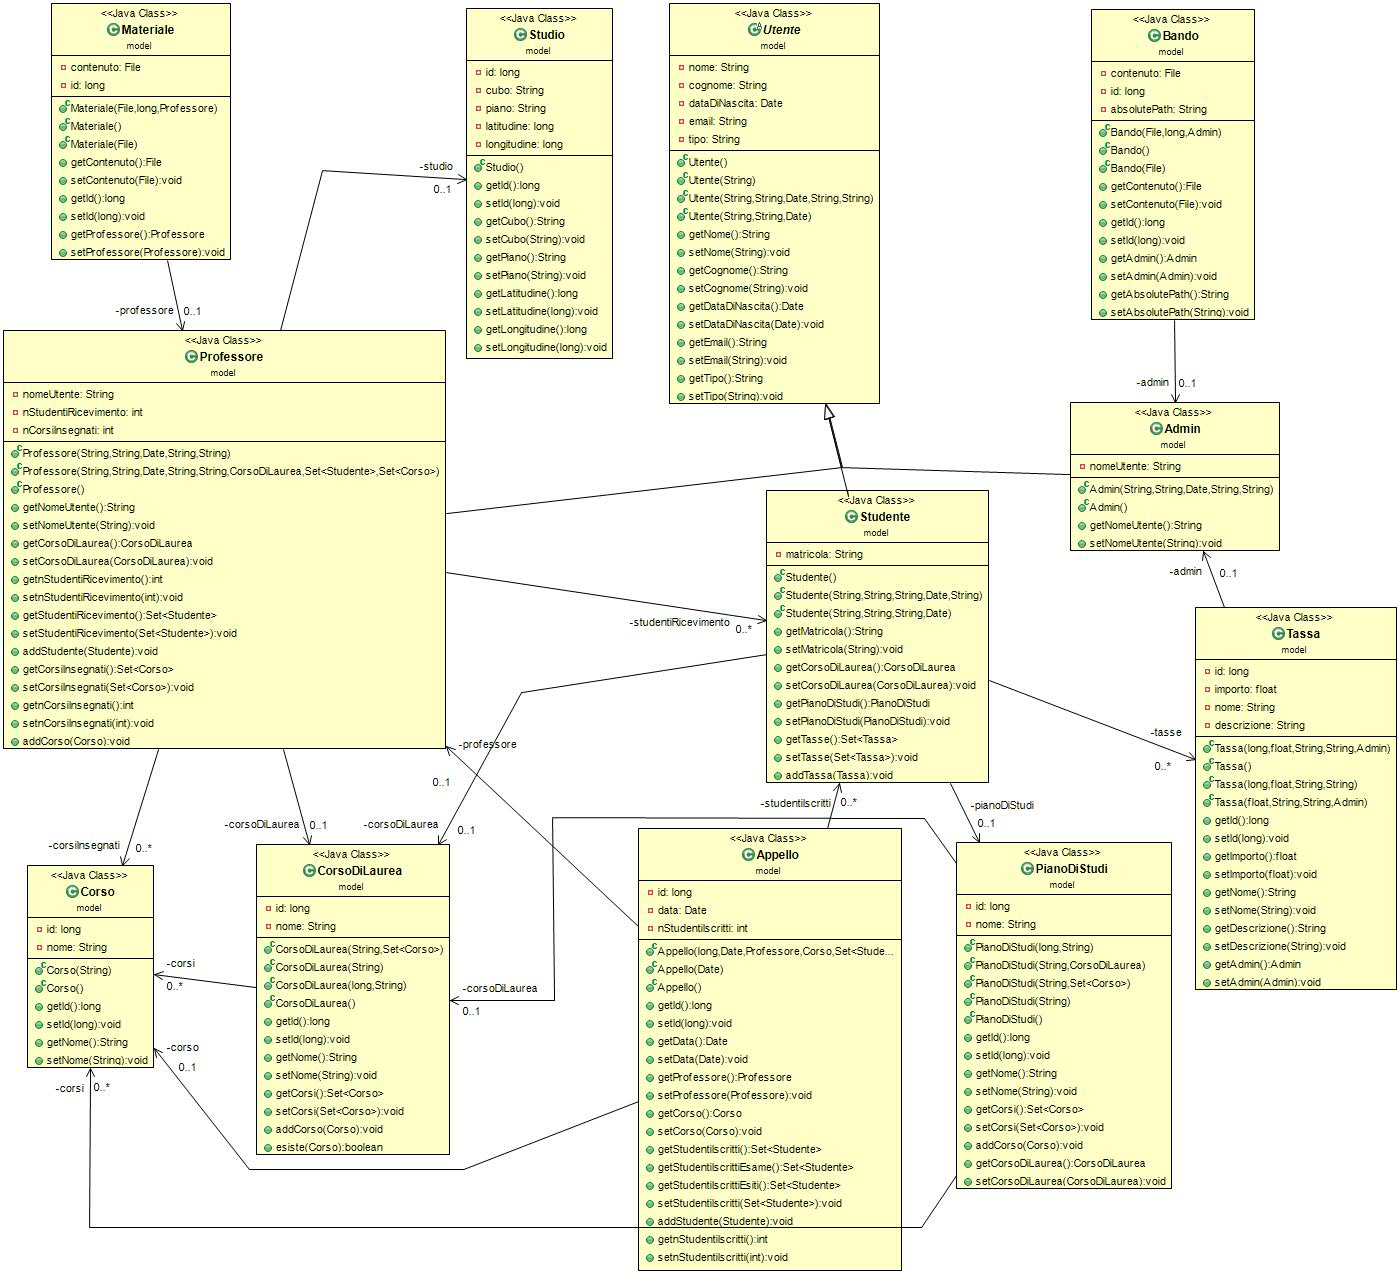 <<Java Class>>
Materiale
model
contenuto: File
id: long
Materiale(File,long,Professore)
Materiale()
Materiale(File)
getContenuto():File
setContenuto(File):void
getId():long
setId(long):void
getProfessore():Professore
setProfessore(Professore):void
<<Java Class>>
Studio
model
id: long
cubo: String
piano: String
latitudine: long
longitudine: long
Studio()
getId():long
setId(long):void
getCubo():String
setCubo(String):void
getPiano():String
setPiano(String):void
getLatitudine():long
setLatitudine(long):void
getLongitudine():long
setLongitudine(long):void
<<Java Class>>
Utente
model
nome: String
cognome: String
dataDiNascita: Date
email: String
tipo: String
Utente()
Utente(String)
Utente(String,String,Date,String,String)
Utente(String,String,Date)
getNome():String
setNome(String):void
getCognome():String
setCognome(String):void
getDataDiNascita():Date
setDataDiNascita(Date):void
getEmail():String
setEmail(String):void
getTipo():String
setTipo(String):void
<<Java Class>>
Bando
model
contenuto: File
id: long
absolutePath: String
Bando(File,long,Admin)
Bando()
Bando(File)
getContenuto():File
setContenuto(File):void
getId():long
setId(long):void
getAdmin():Admin
setAdmin(Admin):void
getAbsolutePath():String
setAbsolutePath(String):void
-studio
0..1
-professore 0..1
-admin 0..1
<<Java Class>>
Professore
model
nomeUtente: String
nStudentiRicevimento: int
nCorsiInsegnati: int
Professore(String,String,Date,String,String)
Professore(String,String,Date,String,String,CorsoDiLaurea,Set<Studente>,Set<Corso>)
Professore()
getNomeUtente():String
setNomeUtente(String):void
getCorsoDiLaurea():CorsoDiLaurea
setCorsoDiLaurea(CorsoDiLaurea):void
getnStudentiRicevimento():int
setnStudentiRicevimento(int):void
getStudentiRicevimento():Set<Studente>
setStudentiRicevimento(Set<Studente>):void
addStudente(Studente):void
getCorsiInsegnati():Set<Corso>
setCorsiInsegnati(Set<Corso>):void
getnCorsiInsegnati():int
setnCorsiInsegnati(int):void
addCorso(Corso):void
<<Java Class>>
Admin
model
nomeUtente: String
Admin(String,String,Date,String,String)
Admin()
getNomeUtente():String
setNomeUtente(String):void
<<Java Class>>
Studente
model
matricola: String
Studente()
Studente(String,String,String,Date,String)
Studente(String,String,String,Date)
getMatricola():String
setMatricola(String):void
getCorsoDiLaurea():CorsoDiLaurea
setCorsoDiLaurea(CorsoDiLaurea):void
getPianoDiStudi():PianoDiStudi
setPianoDiStudi(PianoDiStudi):void
getTasse():Set<Tassa>
setTasse(Set<Tassa>):void
addTassa(Tassa):void
-admin 0..1
-studentiRicevimento 0..*
<<Java Class>>
Tassa
model
id: long
importo: float
nome: String
descrizione: String
Tassa(long,float,String,String,Admin)
Tassa()
Tassa(long,float,String,String)
Tassa(float,String,String,Admin)
getId():long
setId(long):void
getImporto():float
setImporto(float):void
getNome():String
setNome(String):void
getDescrizione():String
setDescrizione(String):void
getAdmin():Admin
setAdmin(Admin):void
-tasse
0..*
-professore
0..1
-studentiIscritti 0..*
-pianoDiStudi
0..1
-corsiInsegnati 0..*
-corsoDiLaurea 0..1
-corsoDiLaurea 0..1
<<Java Class>>
Corso
model
id: long
nome: String
Corso(String)
Corso()
getId():long
setId(long):void
getNome():String
setNome(String):void
<<Java Class>>
CorsoDiLaurea
model
id: long
nome: String
CorsoDiLaurea(String,Set<Corso>)
CorsoDiLaurea(String)
CorsoDiLaurea(long,String)
CorsoDiLaurea()
getId():long
setId(long):void
getNome():String
setNome(String):void
getCorsi():Set<Corso>
setCorsi(Set<Corso>):void
addCorso(Corso):void
esiste(Corso):boolean
<<Java Class>>
Appello
model
id: long
data: Date
nStudentiIscritti: int
Appello(long,Date,Professore,Corso,Set<Stude...
Appello(Date)
Appello()
getId():long
setId(long):void
getData():Date
setData(Date):void
getProfessore():Professore
setProfessore(Professore):void
getCorso():Corso
setCorso(Corso):void
getStudentiIscritti():Set<Studente>
getStudentiIscrittiEsame():Set<Studente>
getStudentiIscrittiEsiti():Set<Studente>
setStudentiIscritti(Set<Studente>):void
addStudente(Studente):void
getnStudentiIscritti():int
setnStudentiIscritti(int):void
<<Java Class>>
PianoDiStudi
model
id: long
nome: String
PianoDiStudi(long,String)
PianoDiStudi(String,CorsoDiLaurea)
PianoDiStudi(String,Set<Corso>)
PianoDiStudi(String)
PianoDiStudi()
getId():long
setId(long):void
getNome():String
setNome(String):void
getCorsi():Set<Corso>
setCorsi(Set<Corso>):void
addCorso(Corso):void
getCorsoDiLaurea():CorsoDiLaurea
setCorsoDiLaurea(CorsoDiLaurea):void
-corsi
0..*
-corsoDiLaurea
0..1
-corso
0..1
-corsi 0..*